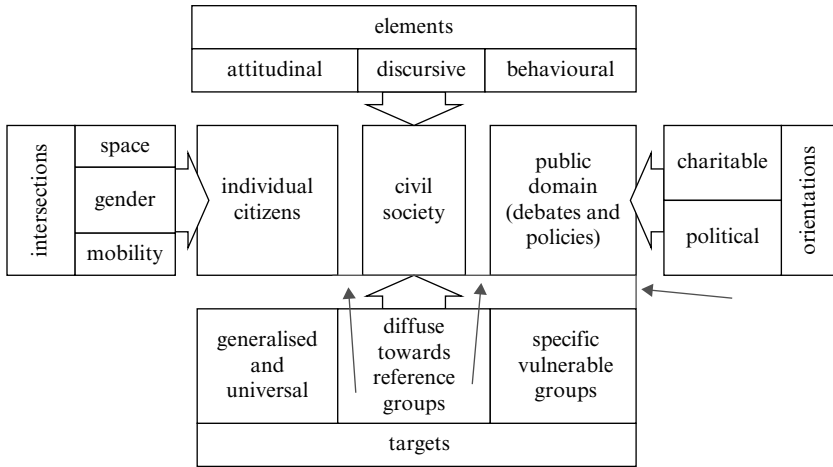 elements
attitudinal
discursive
behavioural
intersections
space
gender
mobility
individual
citizens
civil
society
public
domain
(debates and
policies)
charitable
political
orientations
generalised
and
universal
diffuse
towards
reference
groups
specific
vulnerable
groups
targets